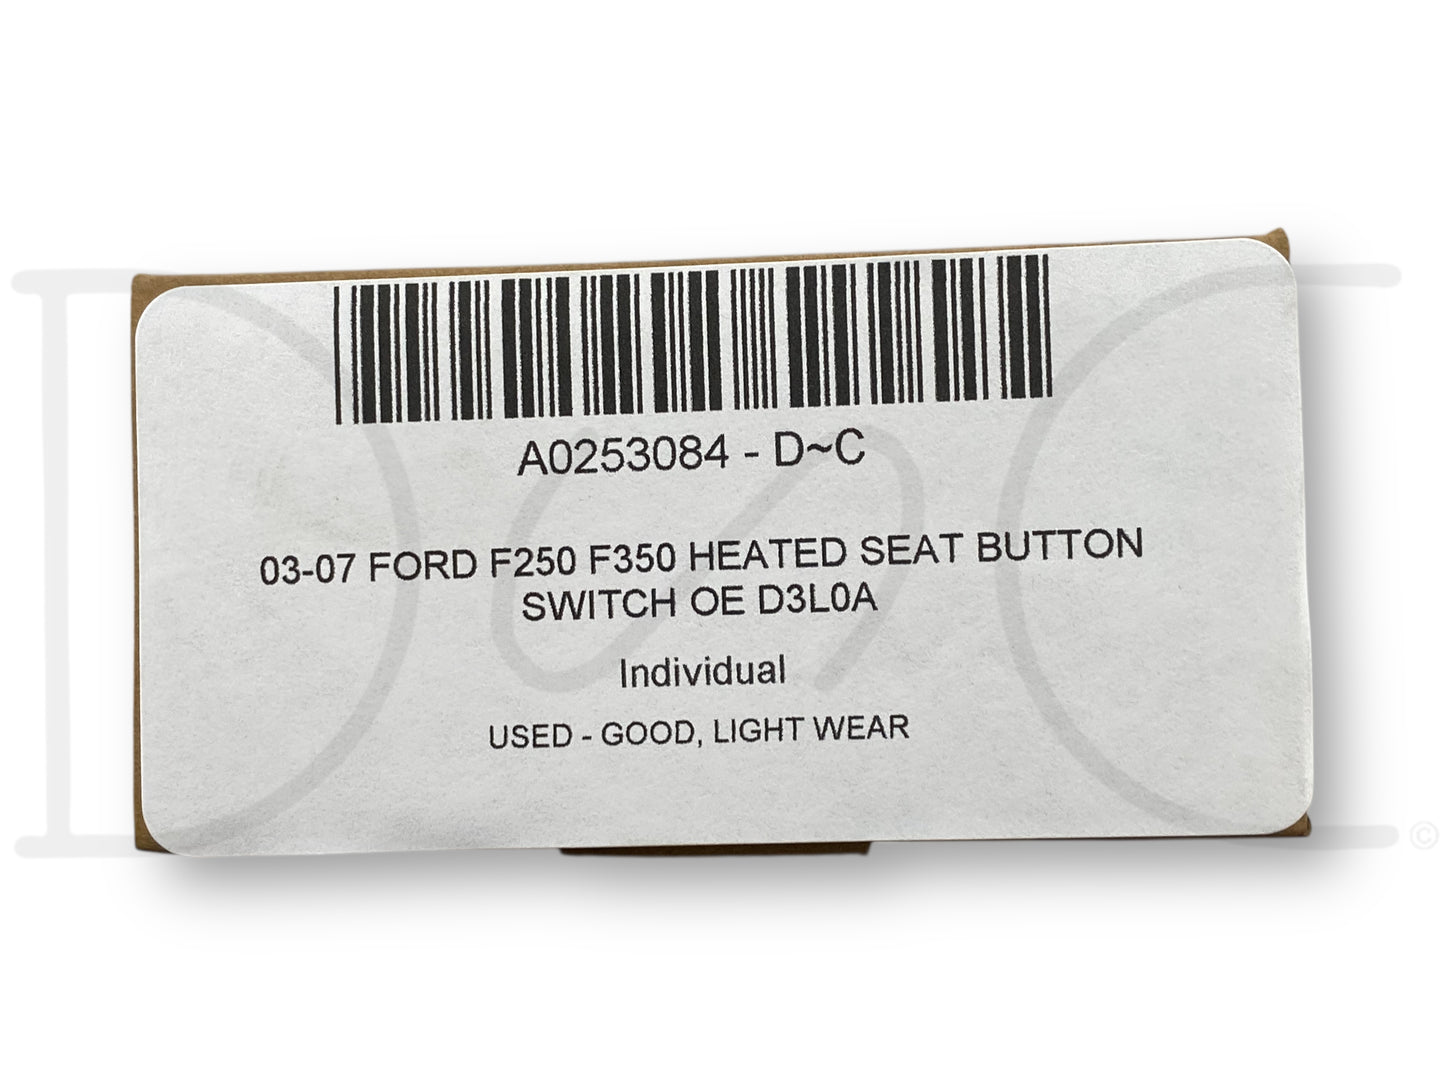 A0253084 - D~C
03-07 FORD F250 F350 HEATED SEAT BUTTON
SWITCH OE D3L0A
Individual
USED - GOOD, LIGHT WEAR
©